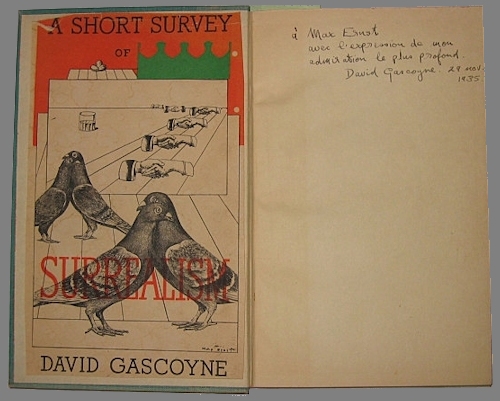 A SHORT SURVEY
OF
SURREALISM
DAVID GASCOYNE
à Max Ernst
avec l'expression de mon
admiration le plus profond.
David Gascoyne. 29 nov.
1935